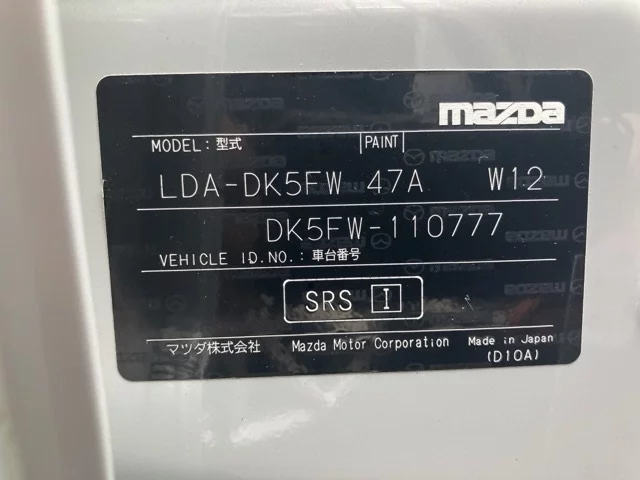 mazda
MODEL:型式 PAINT
LDA-DK5FW 47A W12
DK5FW-110777
VEHICLE ID.NO.:車台番号
SRS I
マツダ株式会社 Mazda Motor Corporation Made in Japan
(D10A)